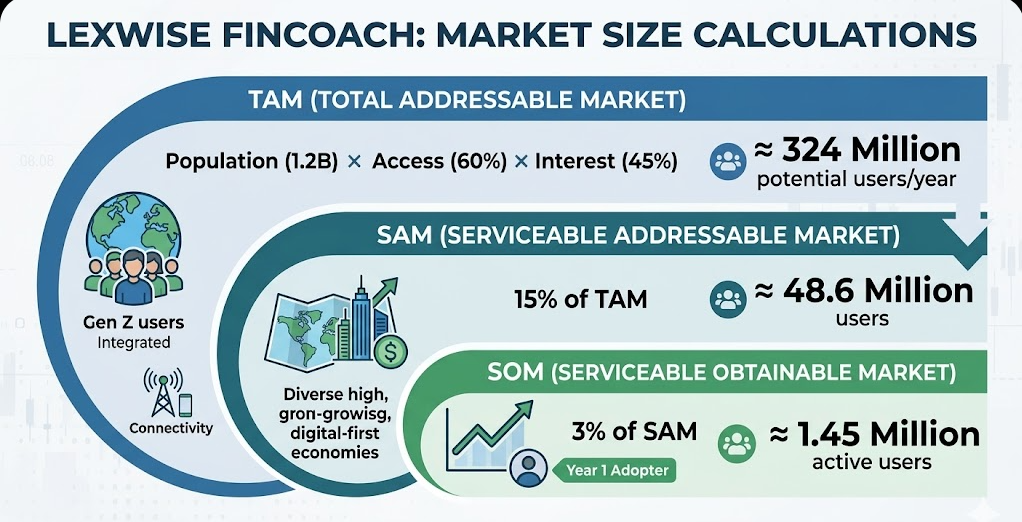 LEXWISE FINCOACH: MARKET SIZE CALCULATIONS
TAM (TOTAL ADDRESSABLE MARKET)
Population (1.2B) × Access (60%) × Interest (45%)
≈ 324 Million
potential users/year
Gen Z users
Integrated
Connectivity
SAM (SERVICEABLE ADDRESSABLE MARKET)
15% of TAM
≈ 48.6 Million
users
$
Diverse high,
gron-growisg,
digital-first
economies
SOM (SERVICEABLE OBTAINABLE MARKET)
3% of SAM
Year 1 Adopter
≈ 1.45 Million
active users